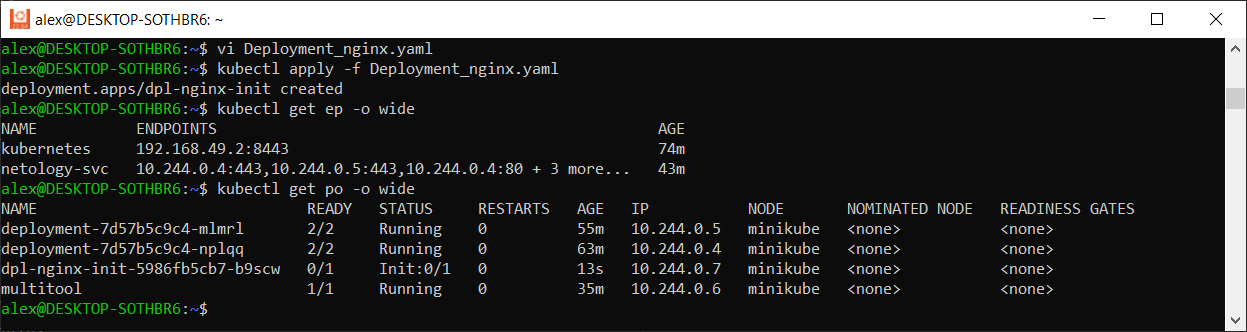 alex@DESKTOP-SOTHBR6: ~
alex@DESKTOP-SOTHBR6:~$ vi Deployment_nginx.yaml
alex@DESKTOP-SOTHBR6:~$ kubectl apply -f Deployment_nginx.yaml
deployment.apps/dpl-nginx-init created
alex@DESKTOP-SOTHBR6:~$ kubectl get ep -o wide
NAME           ENDPOINTS                                                 AGE
kubernetes     192.168.49.2:8443                                         74m
netology-svc   10.244.0.4:443,10.244.0.5:443,10.244.0.4:80 + 3 more...   43m
alex@DESKTOP-SOTHBR6:~$ kubectl get po -o wide
NAME                              READY   STATUS     RESTARTS   AGE   IP           NODE       NOMINATED NODE   READINESS GATES
deployment-7d57b5c9c4-mlmrl       2/2     Running    0          55m   10.244.0.5   minikube   <none>           <none>
deployment-7d57b5c9c4-nplqq       2/2     Running    0          63m   10.244.0.4   minikube   <none>           <none>
dpl-nginx-init-5986fb5cb7-b9scw   0/1     Init:0/1   0          13s   10.244.0.7   minikube   <none>           <none>
multitool                         1/1     Running    0          35m   10.244.0.6   minikube   <none>           <none>
alex@DESKTOP-SOTHBR6:~$